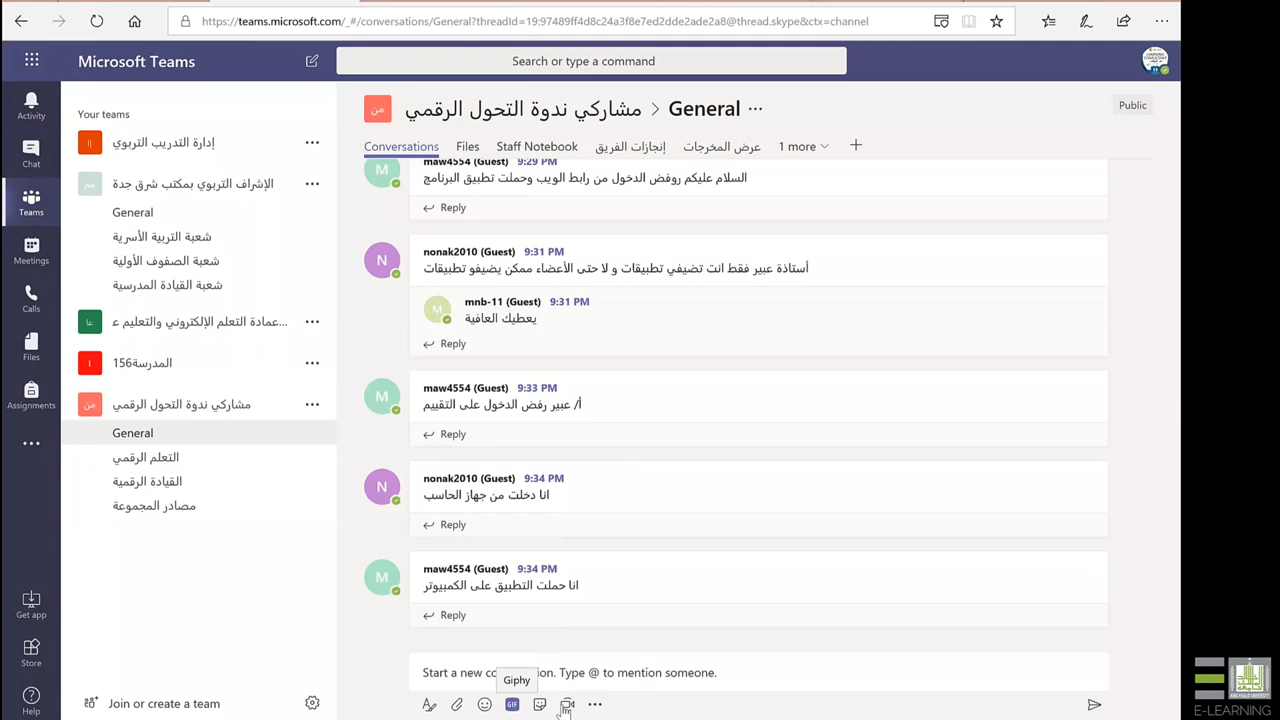 https://teams.microsoft.com/_#/conversations/General?threadId=19:97489ff4d8c24a3f8e7ed2dde2ade2a8@thread.skype&ctx=channel
Microsoft Teams
Search or type a command
Activity
Chat
Teams
Meetings
Calls
Files
Assignments
Get app
Store
Help
Your teams
إدارة التدريب التربوي
الإشراف التربوي بمكتب شرق جدة
General
شعبة التربية الأسرية
شعبة الصفوف الأولية
شعبة القيادة المدرسية
عمادة التعلم الإلكتروني والتعليم ع...
المدرسة156
مشاركي ندوة التحول الرقمي
General
التعلم الرقمي
القيادة الرقمية
مصادر المجموعة
Join or create a team
من مشاركي ندوة التحول الرقمي > General ...
Public
Conversations Files Staff Notebook إنجازات الفريق عرض المخرجات 1 more
M maw4554 (Guest) 9:29 PM
السلام عليكم روفض الدخول من رابط الويب وحملت تطبيق البرنامج
Reply
N nonak2010 (Guest) 9:31 PM
أستاذة عبير فقط انت تضيفي تطبيقات و لا حتى الأعضاء ممكن يضيفو تطبيقات
M mnb-11 (Guest) 9:31 PM
يعطيك العافية
Reply
M maw4554 (Guest) 9:33 PM
أ/ عبير رفض الدخول على التقييم
Reply
N nonak2010 (Guest) 9:34 PM
انا دخلت من جهاز الحاسب
Reply
M maw4554 (Guest) 9:34 PM
انا حملت التطبيق على الكمبيوتر
Reply
Start a new co on. Type @ to mention someone.
Giphy
GIF
E-LEARNING